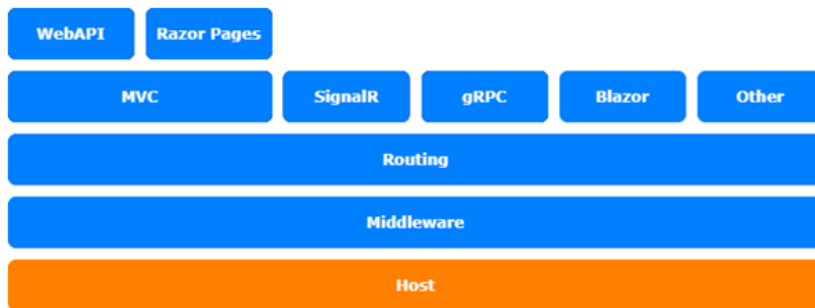 WebAPI Razor Pages
MVC SignalR gRPC Blazor Other
Routing
Middleware
Host